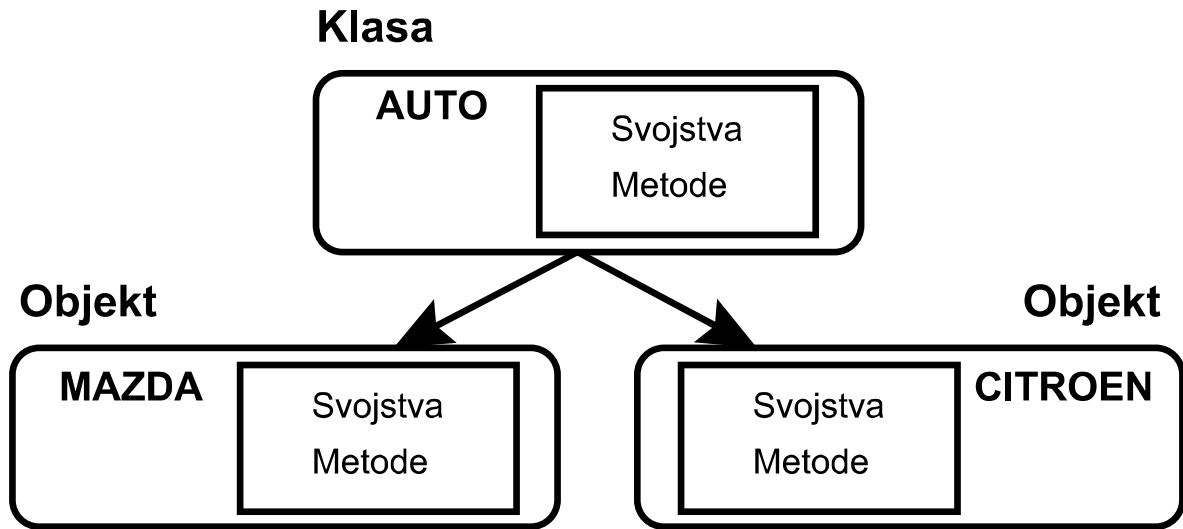 Klasa
AUTO
Svojstva
Metode
Objekt
MAZDA
Svojstva
Metode
Objekt
CITROEN
Svojstva
Metode